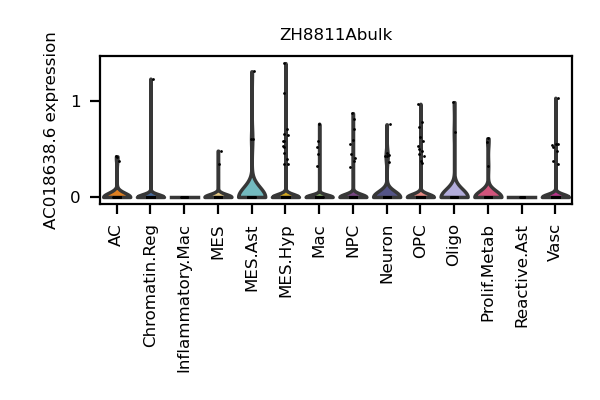 ZH8811Abulk
AC018638.6 expression
1
0
AC
Chromatin.Reg
Inflammatory.Mac
MES
MES.Ast
MES.Hyp
Mac
NPC
Neuron
OPC
Oligo
Prolif.Metab
Reactive.Ast
Vasc